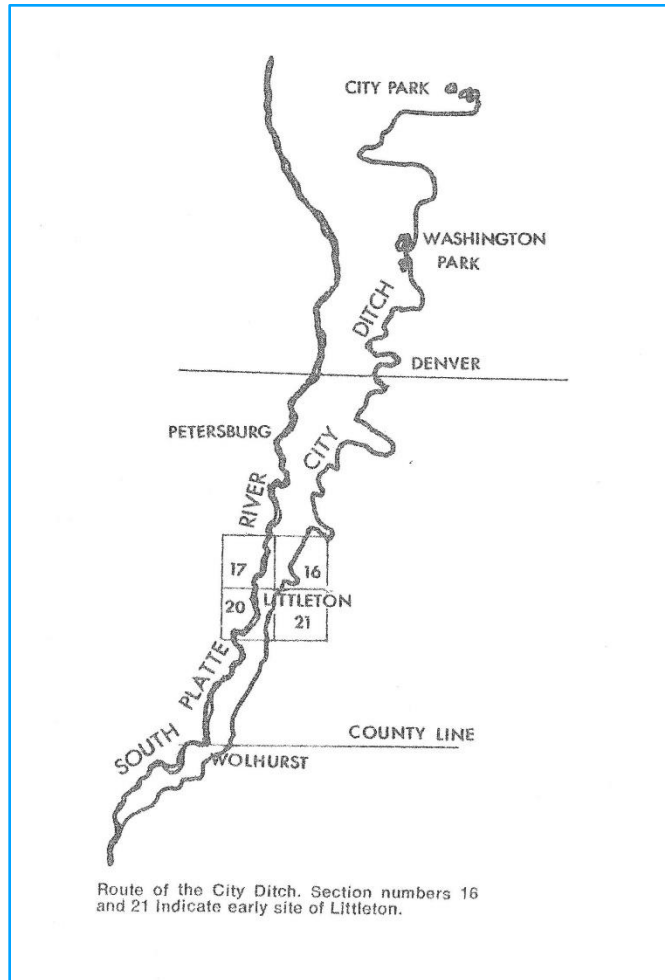 CITY PARK
WASHINGTON
PARK
DITCH
DENVER
PETERSBURG
CITY
RIVER
17
16
LITTLETON
20
21
PLATTE
SOUTH
COUNTY LINE
WOLHURST
Route of the City Ditch. Section numbers 16
and 21 indicate early site of Littleton.